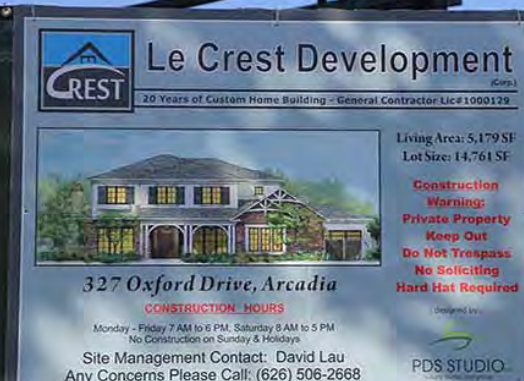 CREST
Le Crest Development
(Corp.)
20 Years of Custom Home Building - General Contractor Lic#1000129
Living Area: 5,179 SF
Lot Size: 14,761 SF
Construction
Warning:
Private Property
Keep Out
Do Not Trespass
No Soliciting
Hard Hat Required
327 Oxford Drive, Arcadia
CONSTRUCTION HOURS
Monday - Friday 7 AM to 6 PM, Saturday 8 AM to 5 PM
No Construction on Sunday & Holidays
Site Management Contact: David Lau
Any Concerns Please Call: (626) 506-2668
designed by:
PDS STUDIO